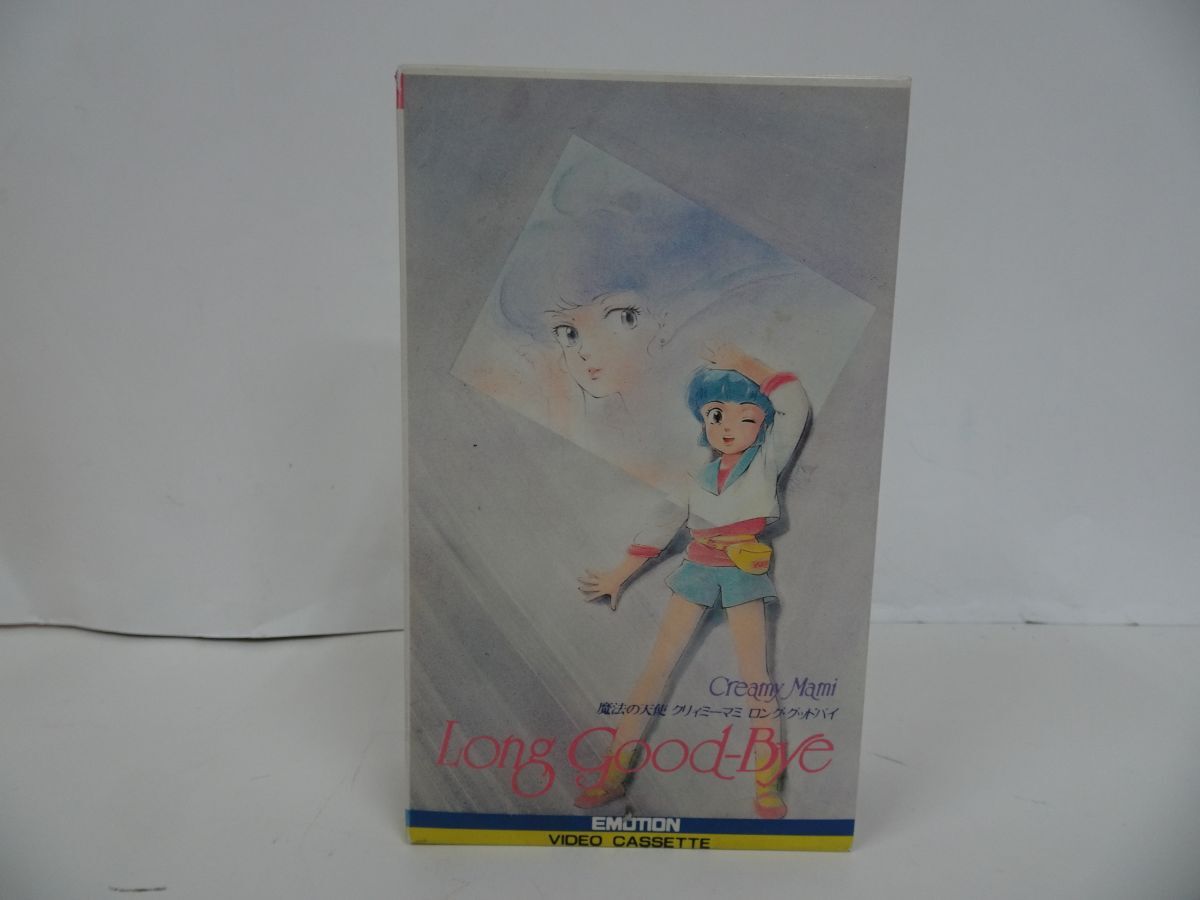 Creamy Mami
魔法の天使 クリィミーマミ ロング・グッドバイ
Long Good-Bye
EMOTION
VIDEO CASSETTE